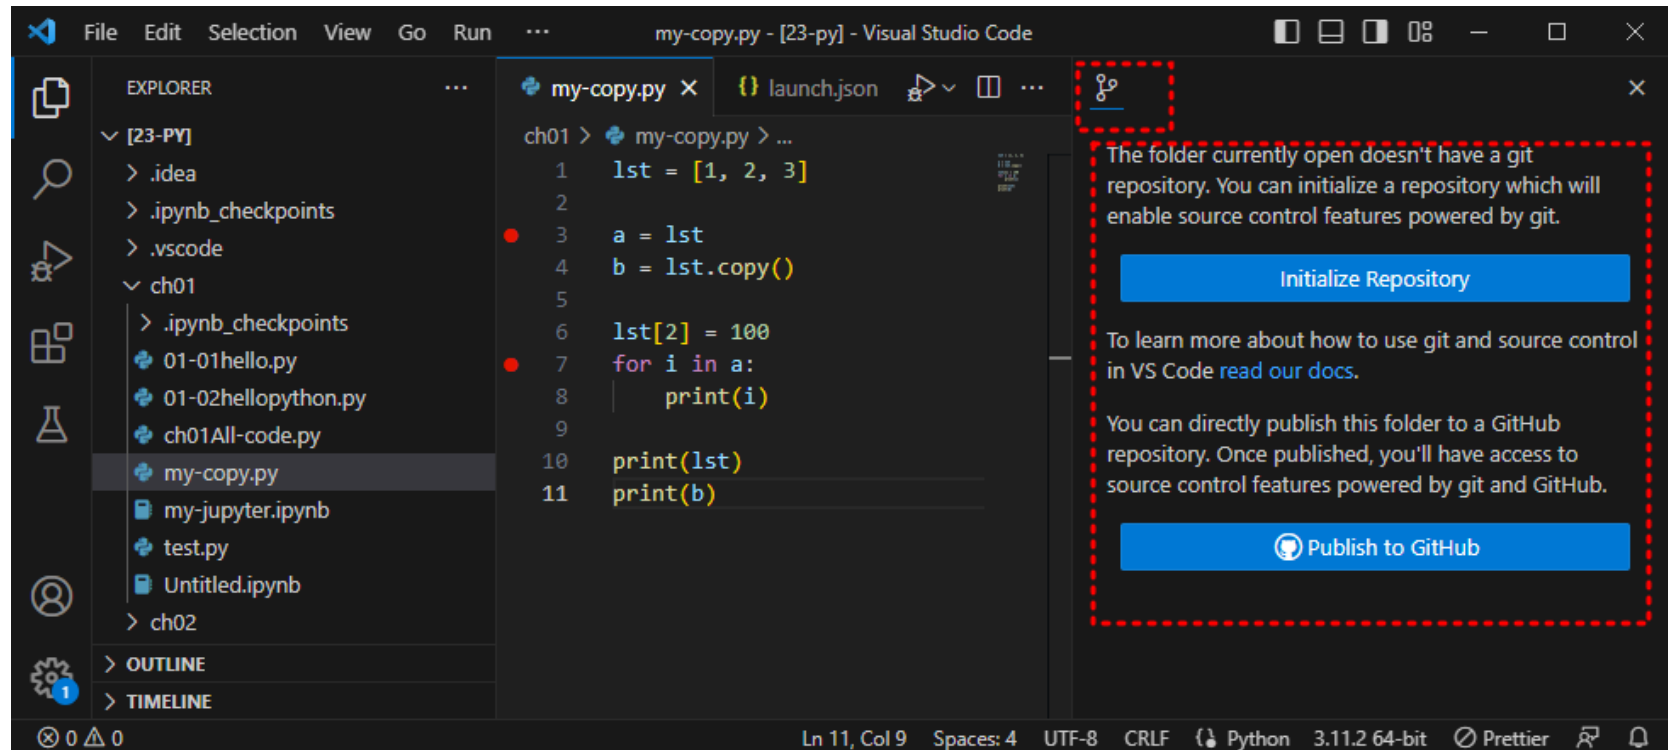 File Edit Selection View Go Run ··· my-copy.py - [23-py] - Visual Studio Code
EXPLORER ···
[23-PY]
.idea
.ipynb_checkpoints
.vscode
ch01
.ipynb_checkpoints
01-01hello.py
01-02hellopython.py
ch01All-code.py
my-copy.py
my-jupyter.ipynb
test.py
Untitled.ipynb
ch02
OUTLINE
TIMELINE
my-copy.py {} launch.json ···
ch01 > my-copy.py > ...
1 lst = [1, 2, 3]
2
3 a = lst
4 b = lst.copy()
5
6 lst[2] = 100
7 for i in a:
8 print(i)
9
10 print(lst)
11 print(b)
The folder currently open doesn't have a git
repository. You can initialize a repository which will
enable source control features powered by git.
Initialize Repository
To learn more about how to use git and source control
in VS Code read our docs.
You can directly publish this folder to a GitHub
repository. Once published, you'll have access to
source control features powered by git and GitHub.
Publish to GitHub
1
0 0 Ln 11, Col 9 Spaces: 4 UTF-8 CRLF Python 3.11.2 64-bit Prettier